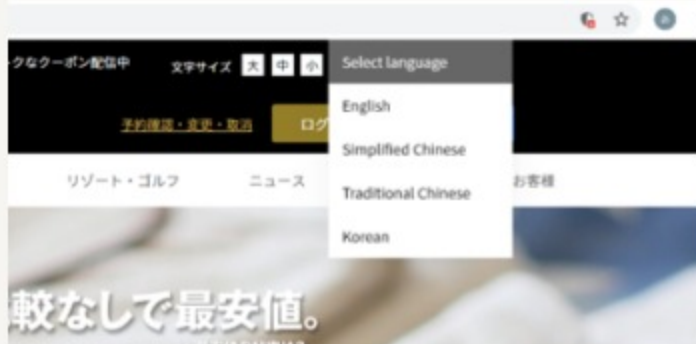 クなクーポン配信中
文字サイズ 大 中 小
Select language
English
Simplified Chinese
Traditional Chinese
Korean
予約確認・変更・取消
ログ
リゾート・ゴルフ ニュース お客様
較なしで最安値。